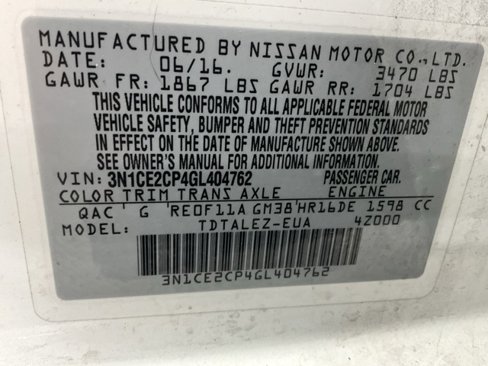 MANUFACTURED BY NISSAN MOTOR CO.,LTD.
DATE: 06/16. GVWR: 3470 LBS
GAWR FR: 1867 LBS GAWR RR: 1704 LBS
THIS VEHICLE CONFORMS TO ALL APPLICABLE FEDERAL MOTOR
VEHICLE SAFETY, BUMPER AND THEFT PREVENTION STANDARDS
IN EFFECT ON THE DATE OF MANUFACTURE SHOWN ABOVE.
SEE OWNER'S MANUAL FOR ADDITIONAL INFORMATION
VIN: 3N1CE2CP4GL404762 PASSENGER CAR.
COLOR TRIM TRANS AXLE ENGINE
QAC G RE0F11A GM38 HR16DE 1598 CC
MODEL: TDTALEZ-EUA 4Z000
3N1CE2CP4GL404762